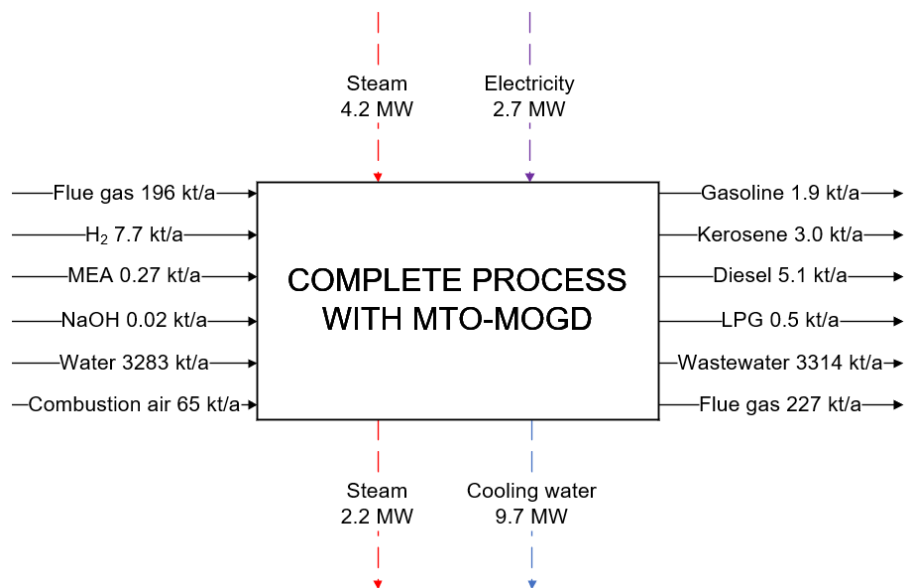 Steam
4.2 MW
Electricity
2.7 MW
Flue gas 196 kt/a
H₂ 7.7 kt/a
MEA 0.27 kt/a
NaOH 0.02 kt/a
Water 3283 kt/a
Combustion air 65 kt/a
COMPLETE PROCESS
WITH MTO-MOGD
Gasoline 1.9 kt/a
Kerosene 3.0 kt/a
Diesel 5.1 kt/a
LPG 0.5 kt/a
Wastewater 3314 kt/a
Flue gas 227 kt/a
Steam
2.2 MW
Cooling water
9.7 MW